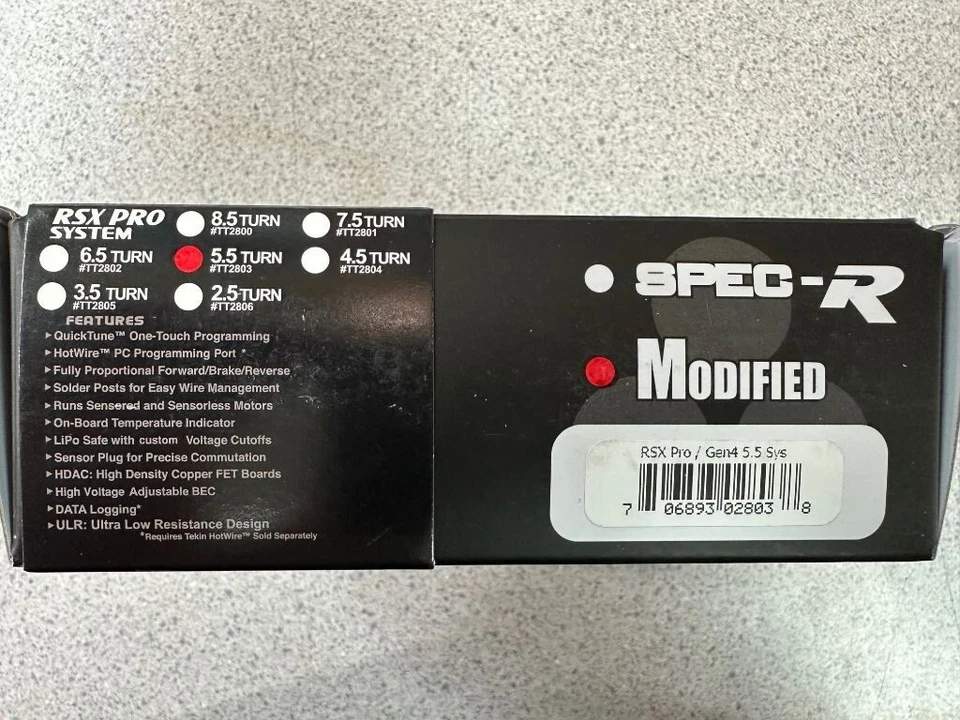 RSX PRO
SYSTEM
8.5 TURN
#TT2800
7.5 TURN
#TT2801
6.5 TURN
#TT2802
5.5 TURN
#TT2803
4.5 TURN
#TT2804
3.5 TURN
#TT2805
2.5 TURN
#TT2806
FEATURES
▸QuickTune™ One-Touch Programming
▸HotWire™ PC Programming Port *
▸Fully Proportional Forward/Brake/Reverse
▸Solder Posts for Easy Wire Management
▸Runs Sensored and Sensorless Motors
▸On-Board Temperature Indicator
▸LiPo Safe with custom Voltage Cutoffs
▸Sensor Plug for Precise Commutation
▸HDAC: High Density Copper FET Boards
▸High Voltage Adjustable BEC
▸DATA Logging*
▸ULR: Ultra Low Resistance Design
*Requires Tekin HotWire™ Sold Separately
SPEC-R
MODIFIED
RSX Pro / Gen4 5.5 Sys
7 06893 02803 8